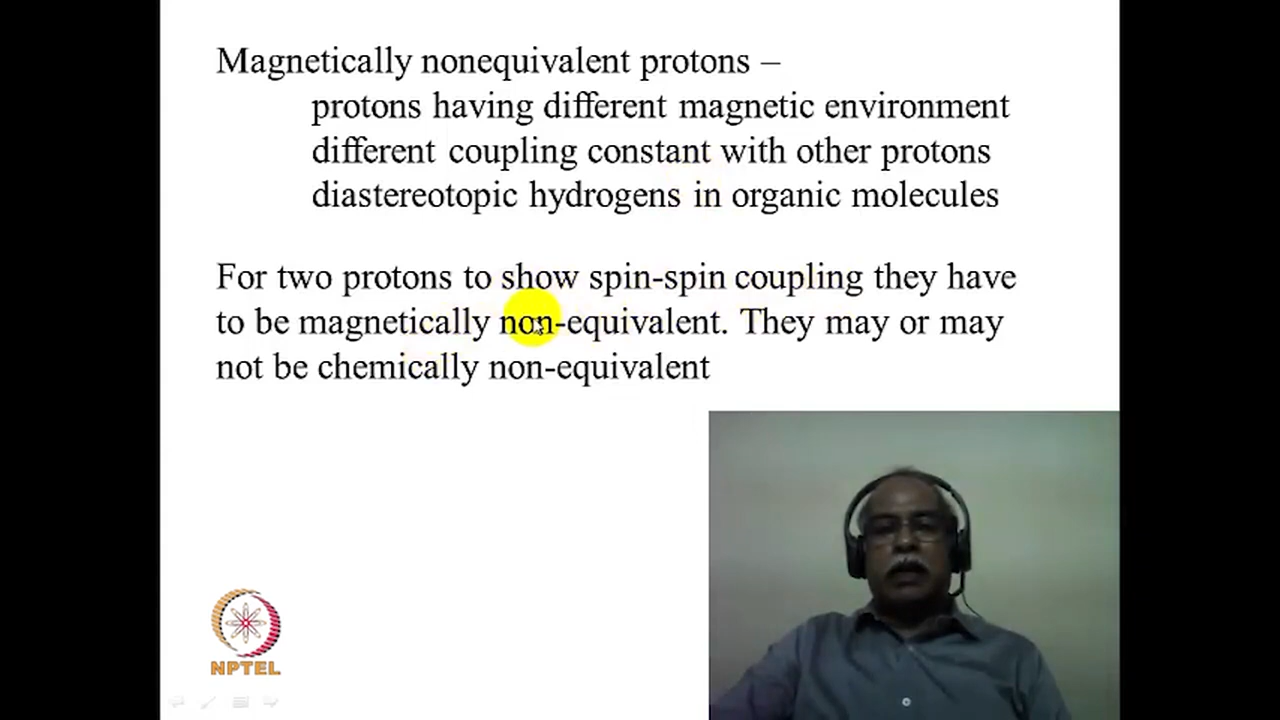 Magnetically nonequivalent protons –
protons having different magnetic environment
different coupling constant with other protons
diastereotopic hydrogens in organic molecules
For two protons to show spin-spin coupling they have
to be magnetically non-equivalent. They may or may
not be chemically non-equivalent
NPTEL